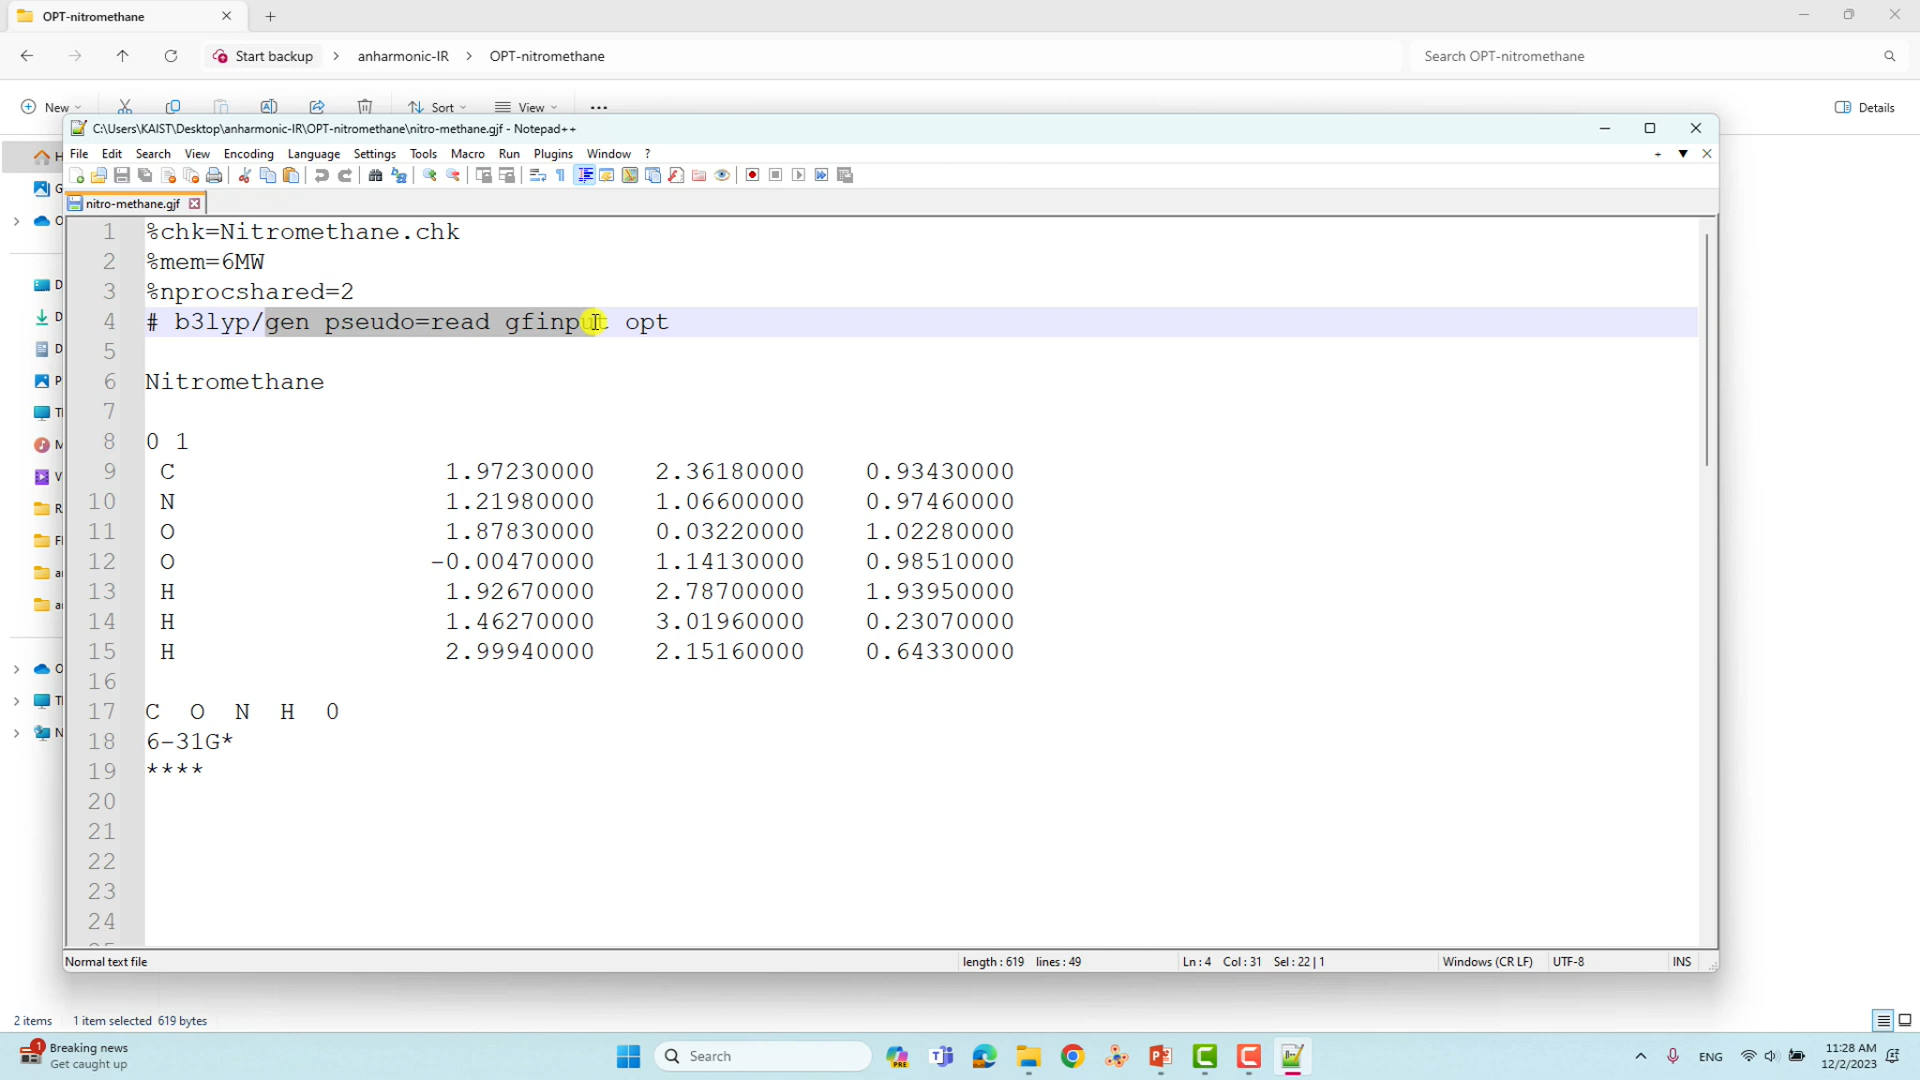 OPT-nitromethane
Start backup > anharmonic-IR > OPT-nitromethane
Search OPT-nitromethane
New
Sort
View
Details
C:\Users\KAIST\Desktop\anharmonic-IR\OPT-nitromethane\nitro-methane.gjf - Notepad++
File Edit Search View Encoding Language Settings Tools Macro Run Plugins Window ?
nitro-methane.gjf
1 %chk=Nitromethane.chk
2 %mem=6MW
3 %nprocshared=2
4 # b3lyp/gen pseudo=read gfinput opt
5
6 Nitromethane
7
8 0 1
9 C 1.97230000 2.36180000 0.93430000
10 N 1.21980000 1.06600000 0.97460000
11 O 1.87830000 0.03220000 1.02280000
12 O -0.00470000 1.14130000 0.98510000
13 H 1.92670000 2.78700000 1.93950000
14 H 1.46270000 3.01960000 0.23070000
15 H 2.99940000 2.15160000 0.64330000
16
17 C O N H 0
18 6-31G*
19 ****
20
21
22
23
24
Normal text file
length : 619 lines : 49
Ln : 4 Col : 31 Sel : 22 | 1
Windows (CR LF)
UTF-8
INS
2 items 1 item selected 619 bytes
1
Breaking news
Get caught up
Search
PRE
ENG
11:28 AM
12/2/2023